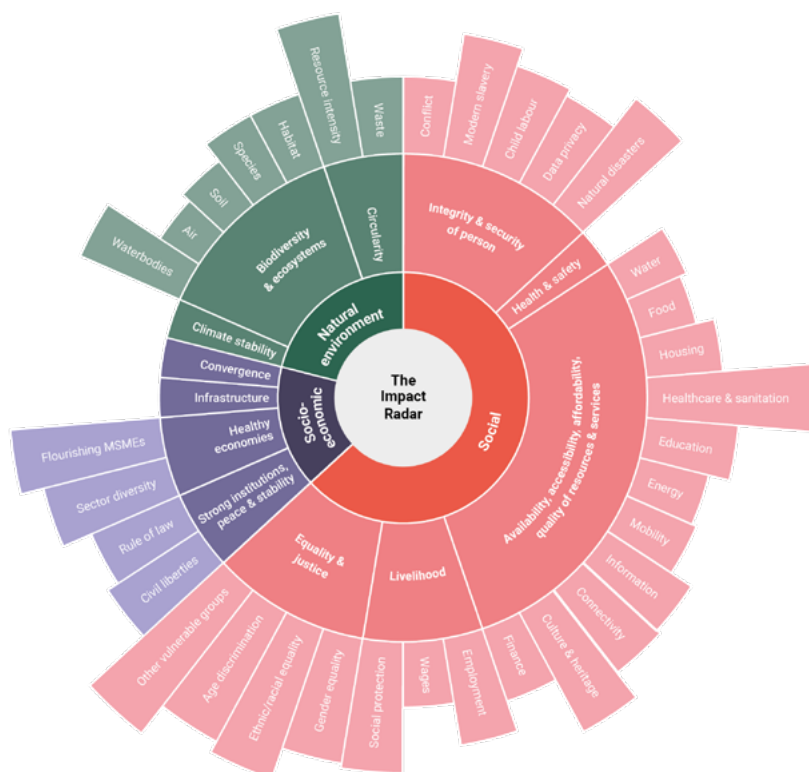 The
Impact
Radar
Social
Integrity & security
of person
Conflict
Modern slavery
Child labour
Data privacy
Natural disasters
Health & safety
Availability, accessibility, affordability,
quality of resources & services
Water
Food
Housing
Healthcare & sanitation
Education
Energy
Mobility
Information
Connectivity
Culture & heritage
Finance
Livelihood
Employment
Wages
Social protection
Equality &
justice
Gender equality
Ethnic/racial equality
Age discrimination
Other vulnerable groups
Socio-
economic
Strong institutions,
peace & stability
Civil liberties
Rule of law
Healthy
economies
Sector diversity
Flourishing MSMEs
Infrastructure
Convergence
Natural
environment
Climate stability
Biodiversity
& ecosystems
Waterbodies
Air
Soil
Species
Habitat
Circularity
Resource intensity
Waste